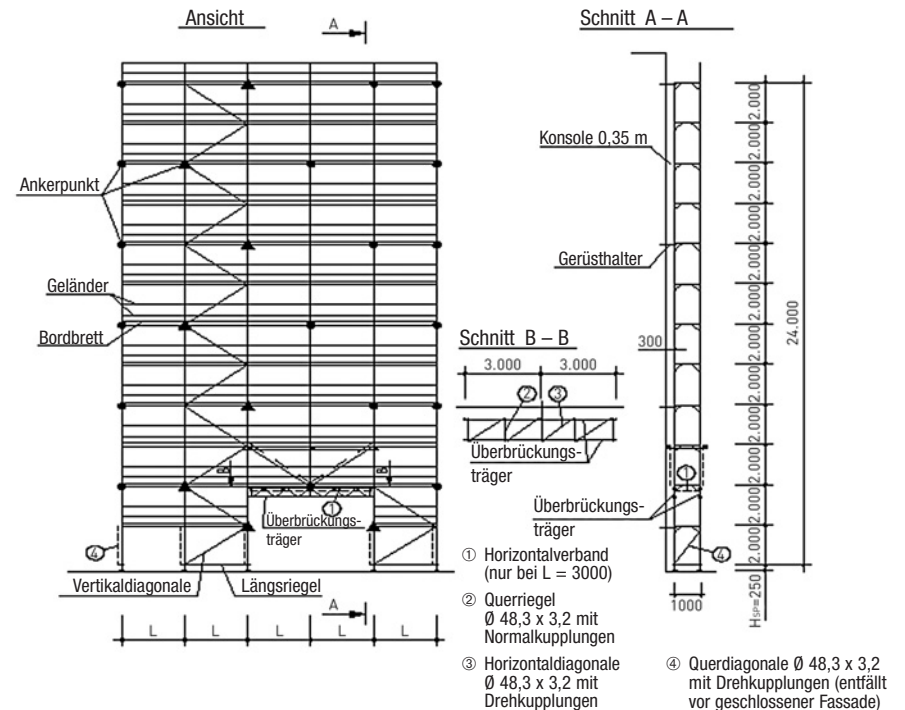 Ansicht
A
Schnitt A – A
Konsole 0,35 m
Ankerpunkt
Gerüsthalter
Geländer
Bordbrett
Schnitt B – B
3.000 3.000
② ③
Überbrückungs-
träger
300
2.000
2.000
2.000
2.000
2.000
2.000
2.000
2.000
2.000
2.000
2.000
2.000
24.000
B B
①
Überbrückungs-
träger
①
Überbrückungs-
träger
④
④
Vertikaldiagonale
Längsriegel
1000
HSP=250
A
L L L L L
① Horizontalverband
(nur bei L = 3000)
② Querriegel
Ø 48,3 x 3,2 mit
Normalkupplungen
③ Horizontaldiagonale
Ø 48,3 x 3,2 mit
Drehkupplungen
④ Querdiagonale Ø 48,3 x 3,2
mit Drehkupplungen (entfällt
vor geschlossener Fassade)